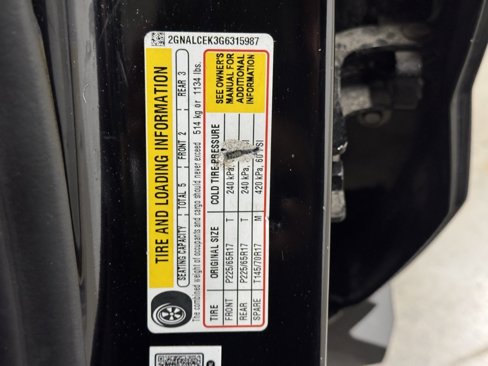 2GNALCEK3G6315987
TIRE AND LOADING INFORMATION
SEATING CAPACITY TOTAL 5 FRONT 2 REAR 3
The combined weight of occupants and cargo should never exceed 514 kg or 1134 lbs.
TIRE ORIGINAL SIZE COLD TIRE PRESSURE
FRONT P225/65R17 T 240 kPa,
REAR P225/65R17 T 240 kPa,
SPARE T145/70R17 M 420 kPa, 60 PSI
SEE OWNER'S
MANUAL FOR
ADDITIONAL
INFORMATION